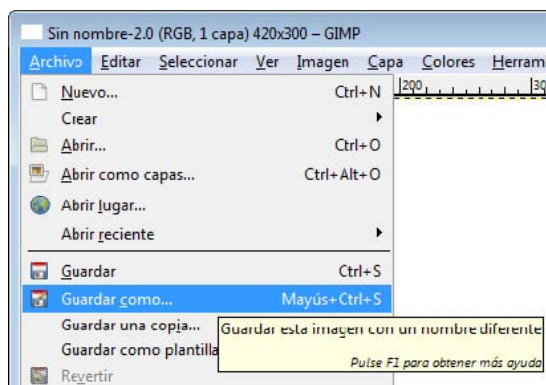 Sin nombre-2.0 (RGB, 1 capa) 420x300 – GIMP
Archivo Editar Seleccionar Ver Imagen Capa Colores Herram
Nuevo... Ctrl+N
200 30
Crear
Abrir... Ctrl+O
Abrir como capas... Ctrl+Alt+O
Abrir lugar...
Abrir reciente
Guardar Ctrl+S
Guardar como... Mayús+Ctrl+S
Guardar una copia...
Guardar esta imagen con un nombre diferente
Guardar como plantilla
Pulse F1 para obtener más ayuda
Revertir